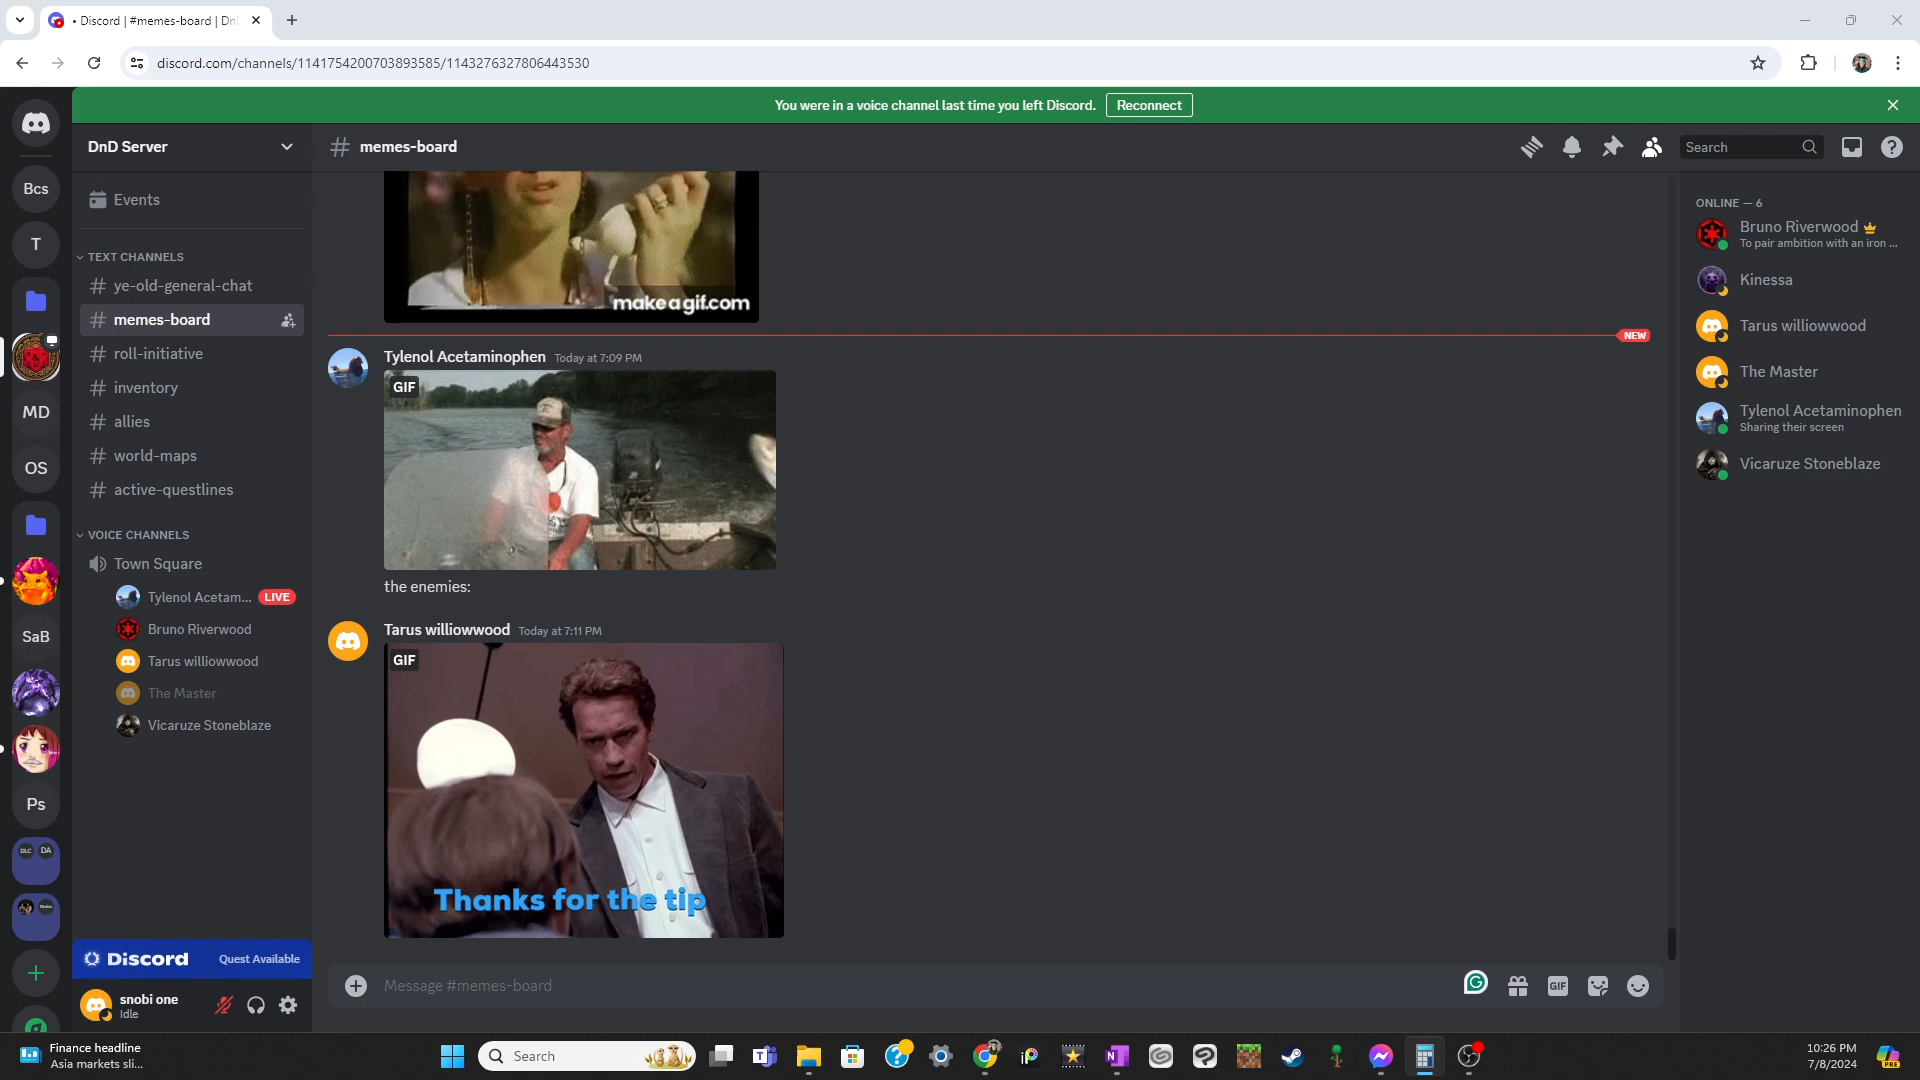 • Discord | #memes-board | Dn
discord.com/channels/1141754200703893585/1143276327806443530
You were in a voice channel last time you left Discord. Reconnect
DnD Server
# memes-board
Search
Bcs
T
MD
OS
SaB
Ps
DLC DA
Events
TEXT CHANNELS
# ye-old-general-chat
# memes-board
# roll-initiative
# inventory
# allies
# world-maps
# active-questlines
VOICE CHANNELS
Town Square
Tylenol Acetam... LIVE
Bruno Riverwood
Tarus williowwood
The Master
Vicaruze Stoneblaze
Discord Quest Available
snobi one
Idle
makeagif.com
NEW
Tylenol Acetaminophen Today at 7:09 PM
GIF
the enemies:
Tarus williowwood Today at 7:11 PM
GIF
Thanks for the tip
Message #memes-board
GIF
ONLINE — 6
Bruno Riverwood
To pair ambition with an iron ...
Kinessa
Tarus williowwood
The Master
Tylenol Acetaminophen
Sharing their screen
Vicaruze Stoneblaze
Finance headline
Asia markets sli...
Search
10:26 PM
7/8/2024
PRE